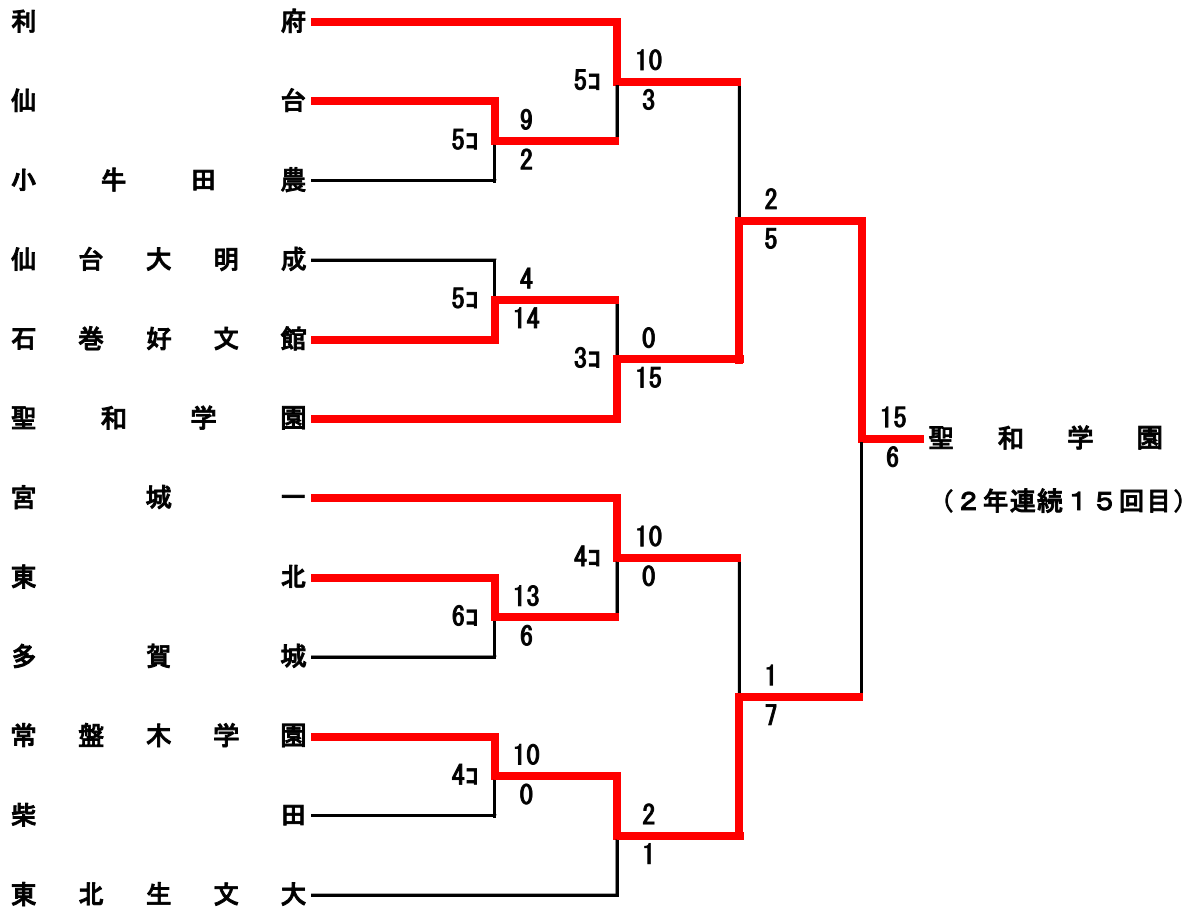 利府
10
5コ
3
仙台
9
5コ
2
小牛田農
2
5
仙台大明成
4
5コ
14
石巻好文館
0
3コ
15
聖和学園
15
聖和学園
6
宮城一
(2年連続15回目)
10
4コ
0
東北
13
6コ
6
多賀城
1
7
常盤木学園
10
4コ
0
柴田
2
1
東北生文大